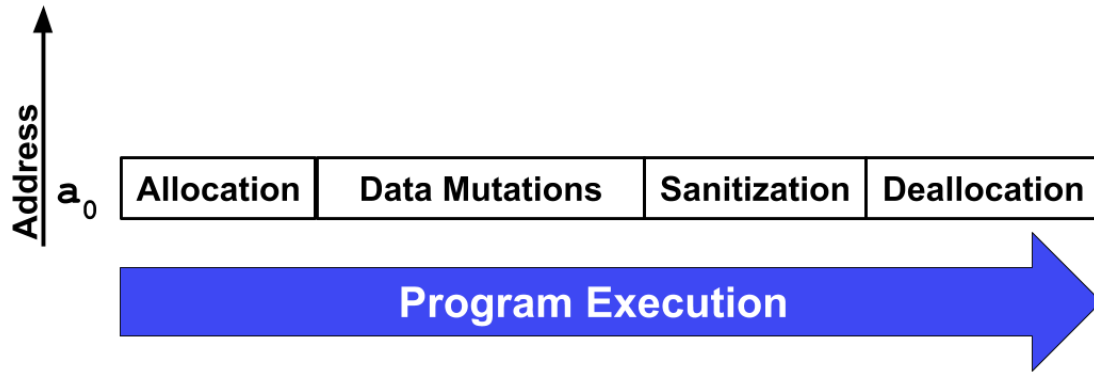 Address
a0
Allocation
Data Mutations
Sanitization
Deallocation
Program Execution